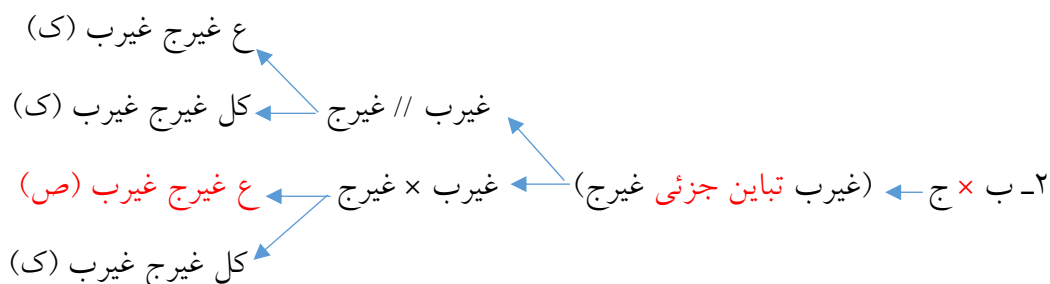 ع غیرج غیرب (ک)
غیرب // غیرج
کل غیرج غیرب (ک)
۲ـ ب × ج
(غیرب تباین جزئی غیرج)
غیرب × غیرج
ع غیرج غیرب (ص)
کل غیرج غیرب (ک)